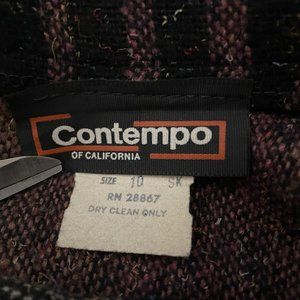 Contempo
OF CALIFORNIA
SIZE 10 SK
RN 28867
DRY CLEAN ONLY